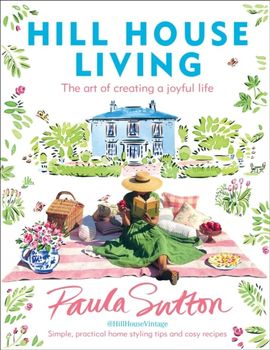 HILL HOUSE
LIVING
The art of creating a joyful life
Paula Sutton
@HillHouseVintage
Simple, practical home styling tips and cosy recipes